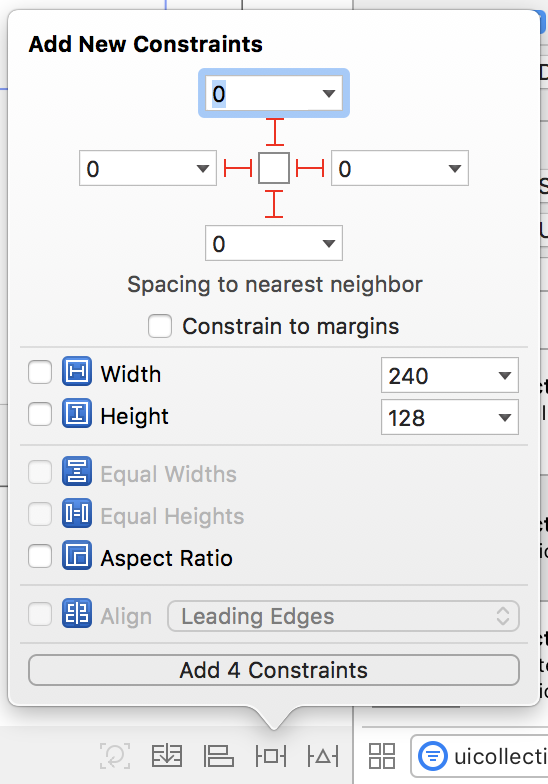 Add New Constraints
0
0
0
0
Spacing to nearest neighbor
Constrain to margins
Width
240
Height
128
Equal Widths
Equal Heights
Aspect Ratio
Align
Leading Edges
Add 4 Constraints
uicollecti